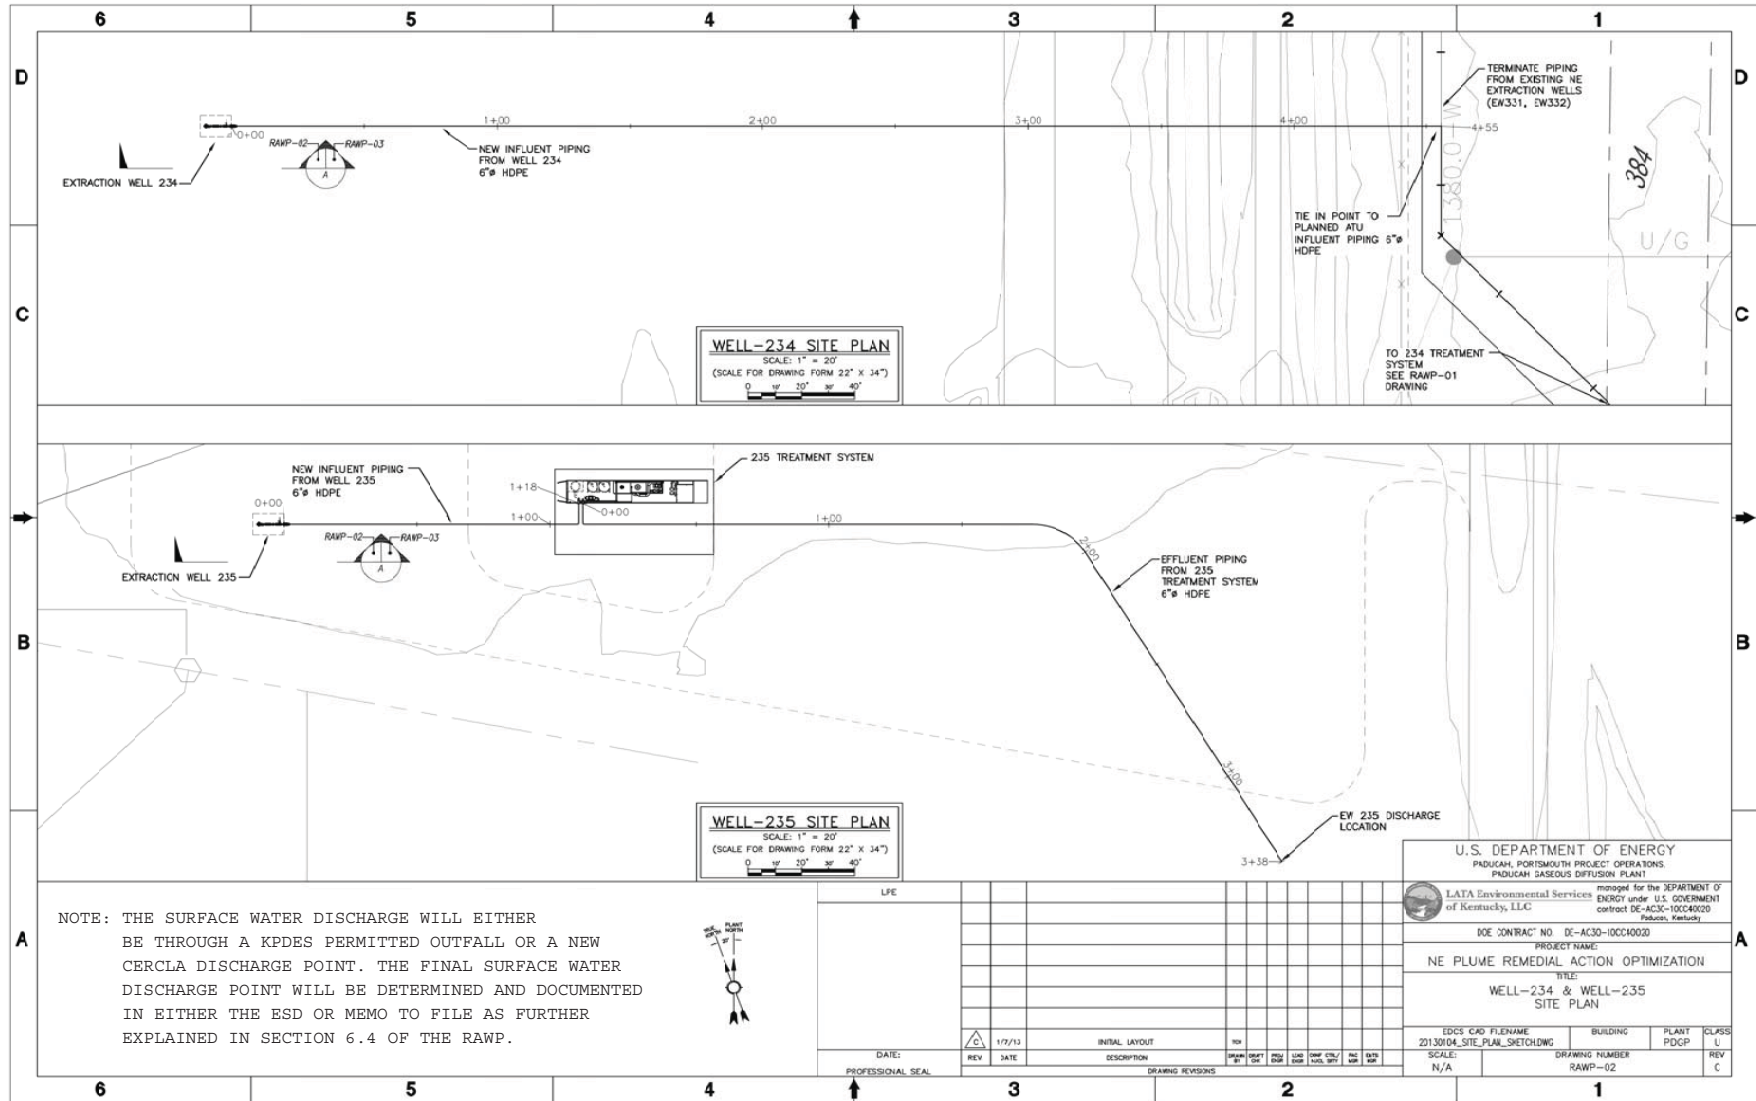 6 5 4 3 2 1
D D
TERMINATE PIPING
FROM EXISTING NE
EXTRACTION WELLS
(EW331, EW332)
0+00
1+00
2+00
3+00
4+00
4+55
RAWP-02
RAWP-03
A
NEW INFLUENT PIPING
FROM WELL 234
6"ø HDPE
EXTRACTION WELL 234
1380.0-W
384
U/G
TIE IN POINT TO
PLANNED ATU
INFLUENT PIPING 6"ø
HDPE
C C
WELL-234 SITE PLAN
SCALE: 1" = 20'
(SCALE FOR DRAWING FORM 22" X 34")
0 10' 20' 30' 40'
TO 234 TREATMENT
SYSTEM
SEE RAWP-01
DRAWING
NEW INFLUENT PIPING
FROM WELL 235
6"ø HDPE
235 TREATMENT SYSTEM
0+00
1+18
1+00
0+00
1+00
2+00
3+00
RAWP-02
RAWP-03
A
EXTRACTION WELL 235
EFFLUENT PIPING
FROM 235
TREATMENT SYSTEM
6"ø HDPE
B B
WELL-235 SITE PLAN
SCALE: 1" = 20'
(SCALE FOR DRAWING FORM 22" X 34")
0 10' 20' 30' 40'
EW 235 DISCHARGE
LOCATION
3+38
NOTE: THE SURFACE WATER DISCHARGE WILL EITHER
BE THROUGH A KPDES PERMITTED OUTFALL OR A NEW
CERCLA DISCHARGE POINT. THE FINAL SURFACE WATER
DISCHARGE POINT WILL BE DETERMINED AND DOCUMENTED
IN EITHER THE ESD OR MEMO TO FILE AS FURTHER
EXPLAINED IN SECTION 6.4 OF THE RAWP.
TRUE NORTH
PLANT NORTH
A A
LPE
DATE:
PROFESSIONAL SEAL
C 1/7/13 INITIAL LAYOUT
REV DATE DESCRIPTION
DRAWING REVISIONS
U.S. DEPARTMENT OF ENERGY
PADUCAH, PORTSMOUTH PROJECT OPERATIONS
PADUCAH GASEOUS DIFFUSION PLANT
LATA Environmental Services
of Kentucky, LLC
managed for the DEPARTMENT OF
ENERGY under U.S. GOVERNMENT
contract DE-AC30-10CC40020
Paducah, Kentucky
DOE CONTRACT NO. DE-AC30-10CC40020
PROJECT NAME:
NE PLUME REMEDIAL ACTION OPTIMIZATION
TITLE:
WELL-234 & WELL-235
SITE PLAN
EDCS CAD FILENAME
20130104_SITE_PLAN_SKETCH.DWG
BUILDING
PLANT
PDGP
CLASS
U
SCALE:
N/A
DRAWING NUMBER
RAWP-02
REV
C
6 5 4 3 2 1